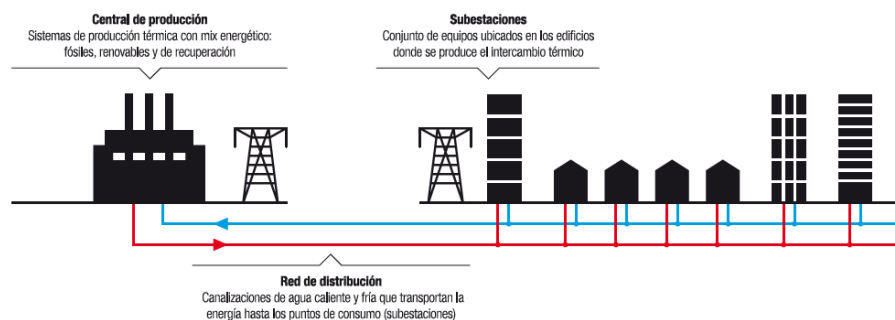 Central de producción
Sistemas de producción térmica con mix energético:
fósiles, renovables y de recuperación
Subestaciones
Conjunto de equipos ubicados en los edificios
donde se produce el intercambio térmico
Red de distribución
Canalizaciones de agua caliente y fría que transportan la
energía hasta los puntos de consumo (subestaciones)